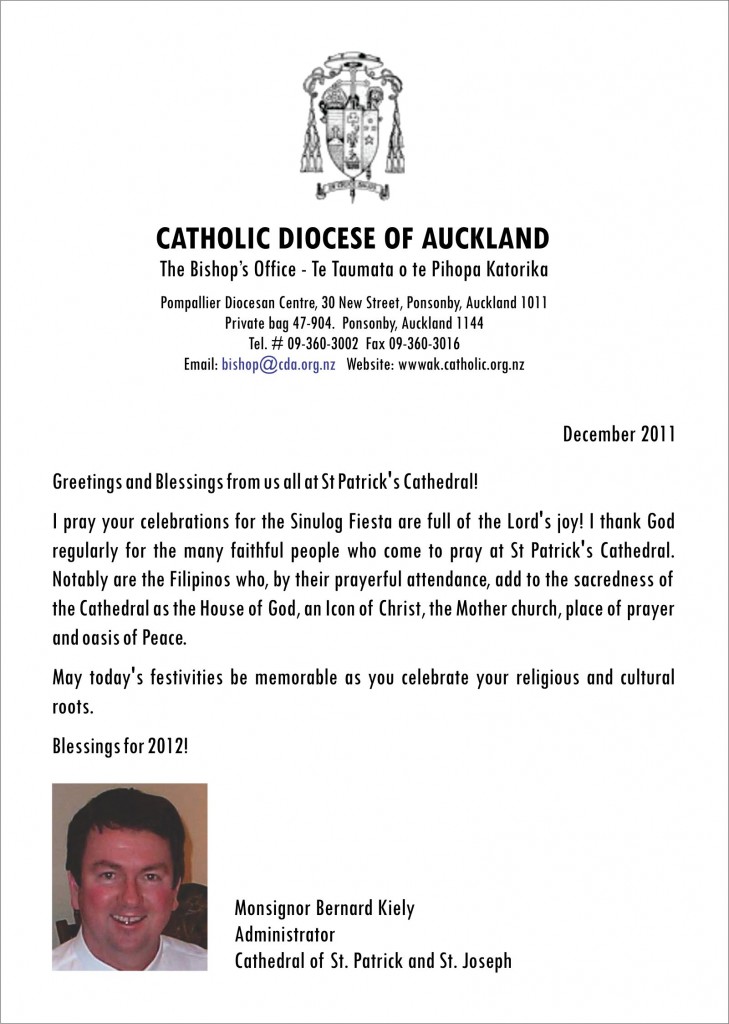 CATHOLIC DIOCESE OF AUCKLAND
The Bishop's Office - Te Taumata o te Pihopa Katorika
Pompallier Diocesan Centre, 30 New Street, Ponsonby, Auckland 1011
Private bag 47-904. Ponsonby, Auckland 1144
Tel. # 09-360-3002 Fax 09-360-3016
Email: bishop@cda.org.nz Website: wwwak.catholic.org.nz
December 2011
Greetings and Blessings from us all at St Patrick's Cathedral!
I pray your celebrations for the Sinulog Fiesta are full of the Lord's joy! I thank God
regularly for the many faithful people who come to pray at St Patrick's Cathedral.
Notably are the Filipinos who, by their prayerful attendance, add to the sacredness of
the Cathedral as the House of God, an Icon of Christ, the Mother church, place of prayer
and oasis of Peace.
May today's festivities be memorable as you celebrate your religious and cultural
roots.
Blessings for 2012!
Monsignor Bernard Kiely
Administrator
Cathedral of St. Patrick and St. Joseph